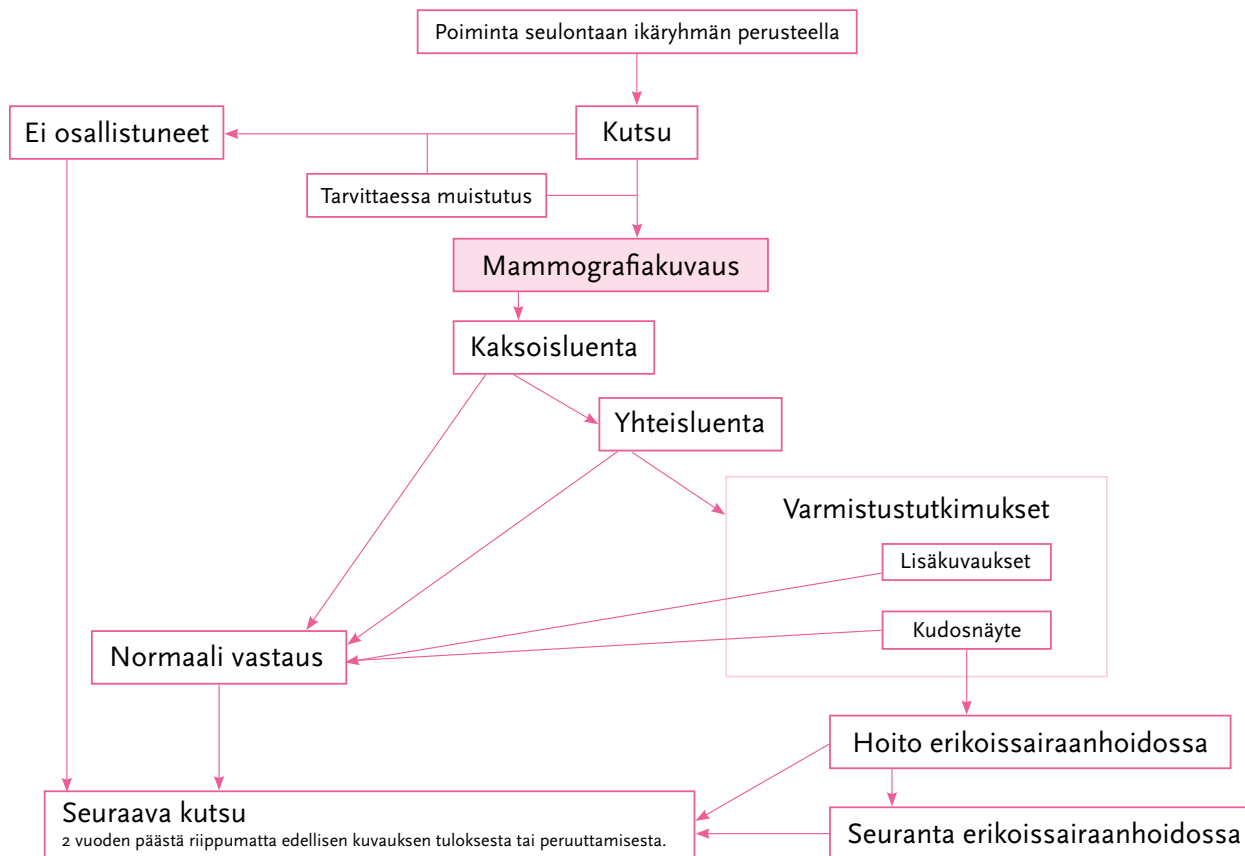 Poiminta seulontaan ikäryhmän perusteella
Ei osallistuneet
Kutsu
Tarvittaessa muistutus
Mammografiakuvaus
Kaksoisluenta
Yhteisluenta
Varmistustutkimukset
Lisäkuvaukset
Kudosnäyte
Normaali vastaus
Hoito erikoissairaanhoidossa
Seuraava kutsu
2 vuoden päästä riippumatta edellisen kuvauksen tuloksesta tai peruuttamisesta.
Seuranta erikoissairaanhoidossa